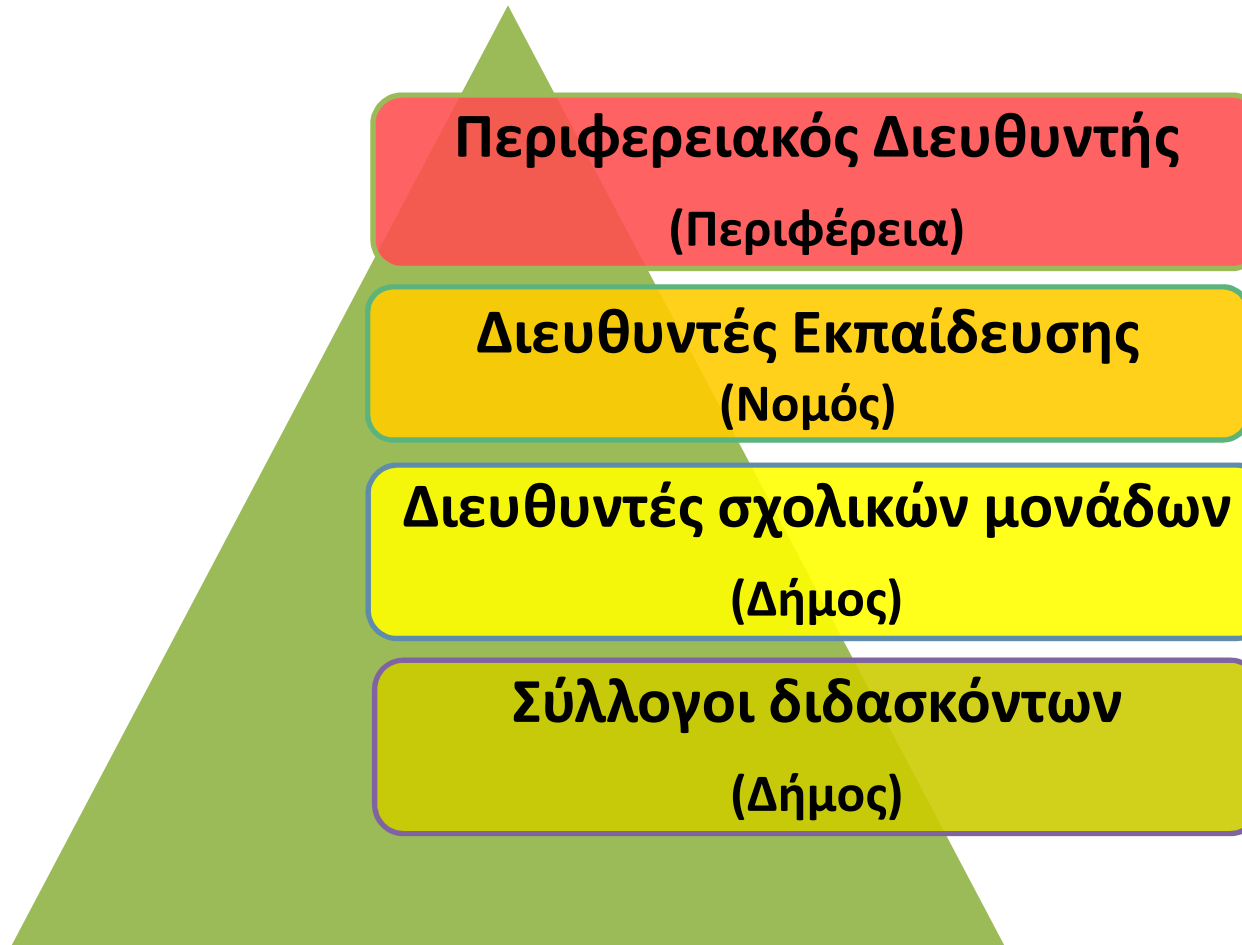 Περιφερειακός Διευθυντής
(Περιφέρεια)
Διευθυντές Εκπαίδευσης
(Νομός)
Διευθυντές σχολικών μονάδων
(Δήμος)
Σύλλογοι διδασκόντων
(Δήμος)